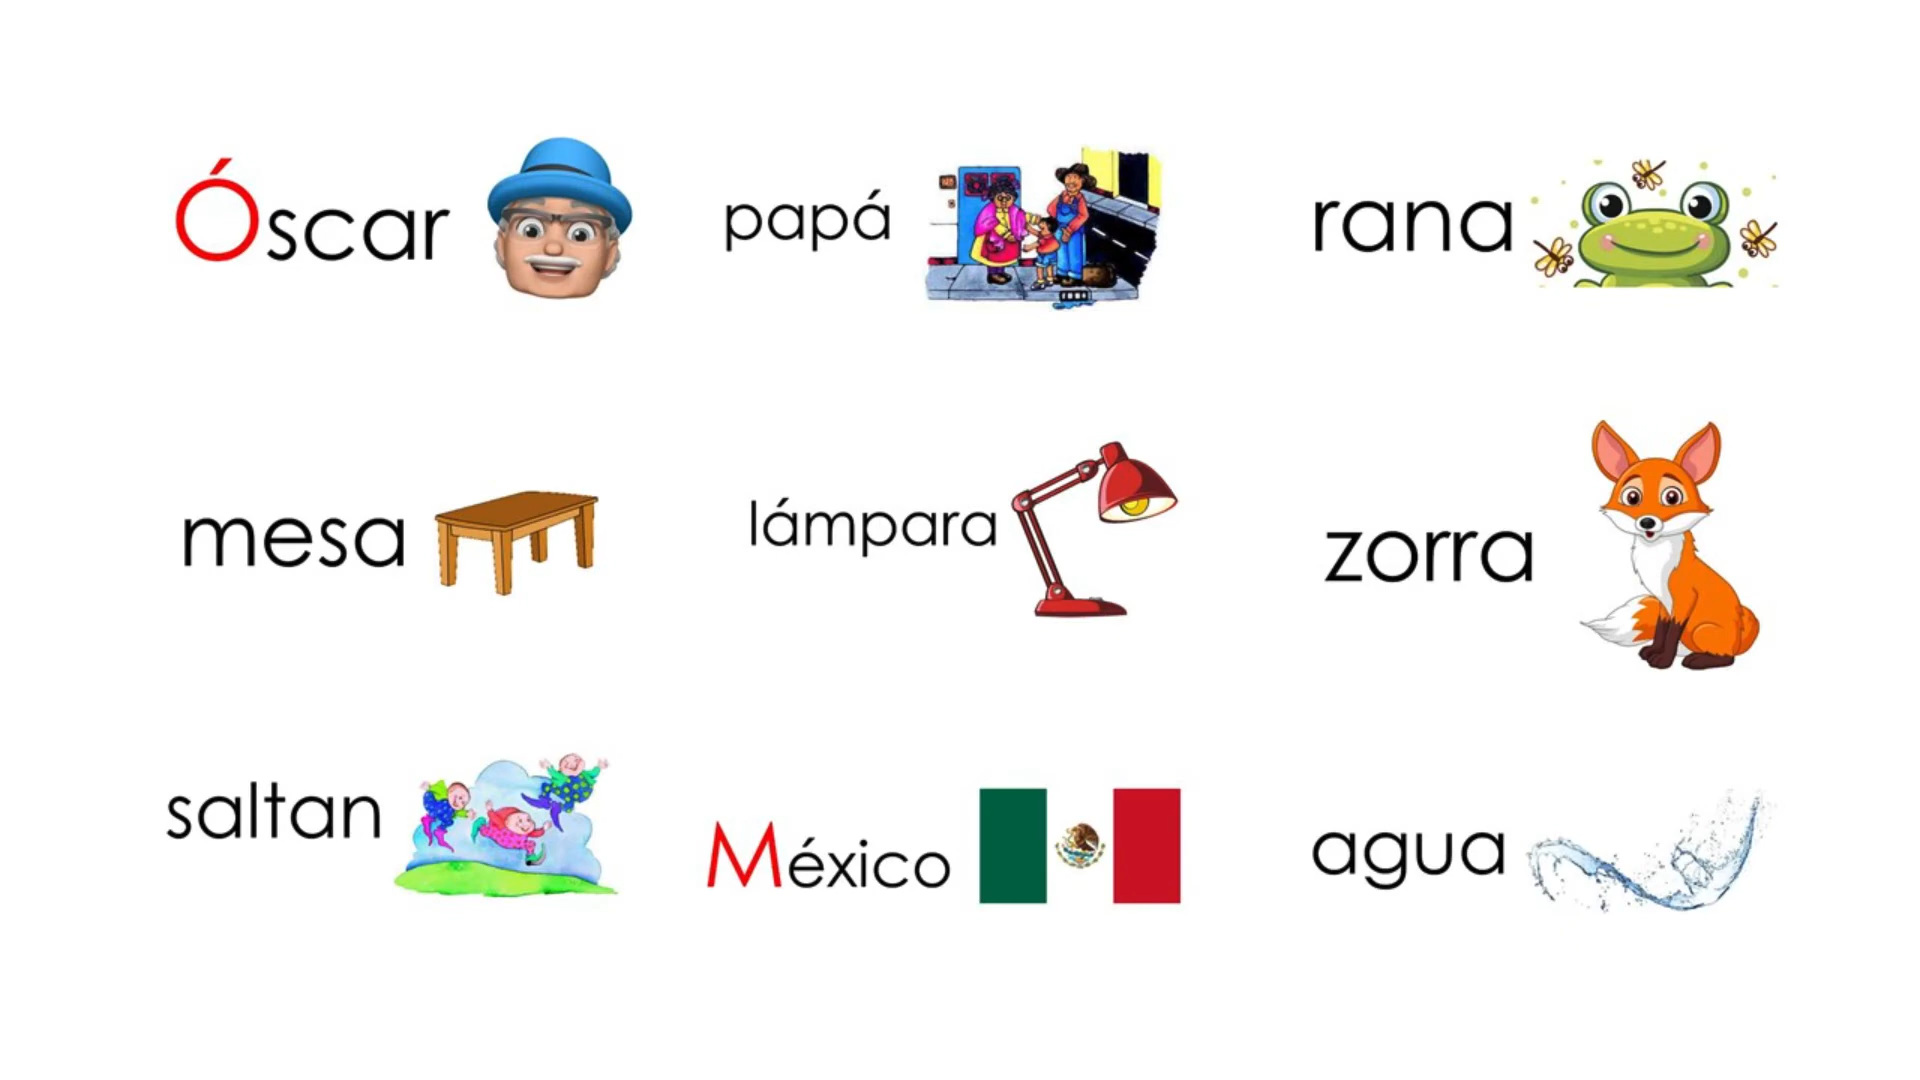 Óscar
papá
rana
mesa
lámpara
zorra
saltan
México
agua